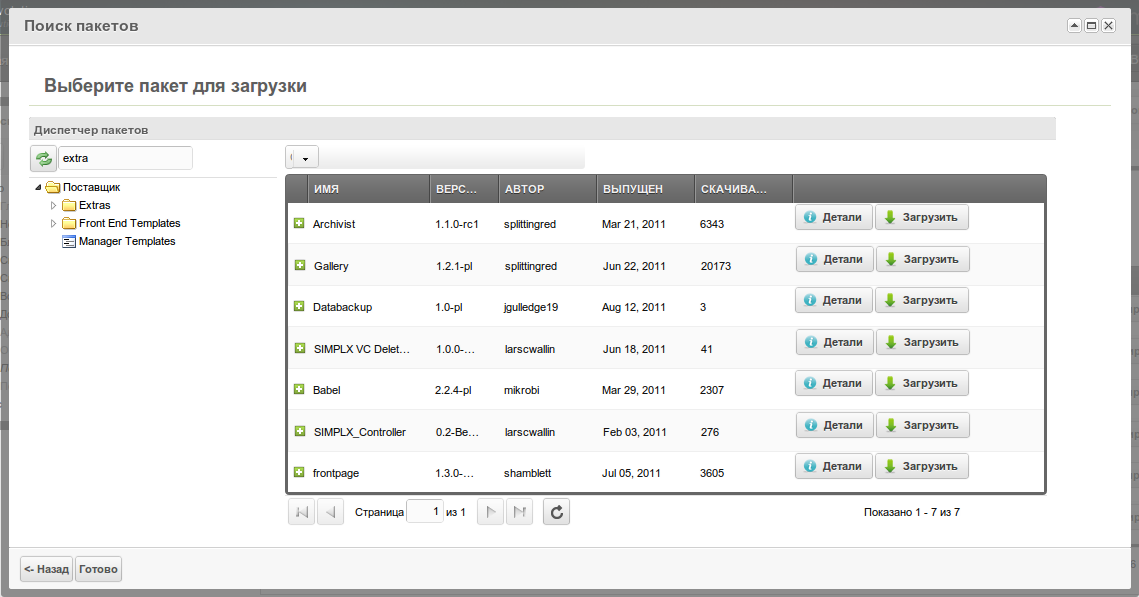 Поиск пакетов
Выберите пакет для загрузки
Диспетчер пакетов
extra
Поставщик
Extras
Front End Templates
Manager Templates
ИМЯ ВЕРС... АВТОР ВЫПУЩЕН СКАЧИВА...
Archivist 1.1.0-rc1 splittingred Mar 21, 2011 6343 Детали Загрузить
Gallery 1.2.1-pl splittingred Jun 22, 2011 20173 Детали Загрузить
Databackup 1.0-pl jgulledge19 Aug 12, 2011 3 Детали Загрузить
SIMPLX VC Delet... 1.0.0-... larscwallin Jun 18, 2011 41 Детали Загрузить
Babel 2.2.4-pl mikrobi Mar 29, 2011 2307 Детали Загрузить
SIMPLX_Controller 0.2-Be... larscwallin Feb 03, 2011 276 Детали Загрузить
frontpage 1.3.0-... shamblett Jul 05, 2011 3605 Детали Загрузить
Страница 1 из 1 Показано 1 - 7 из 7
<- Назад Готово